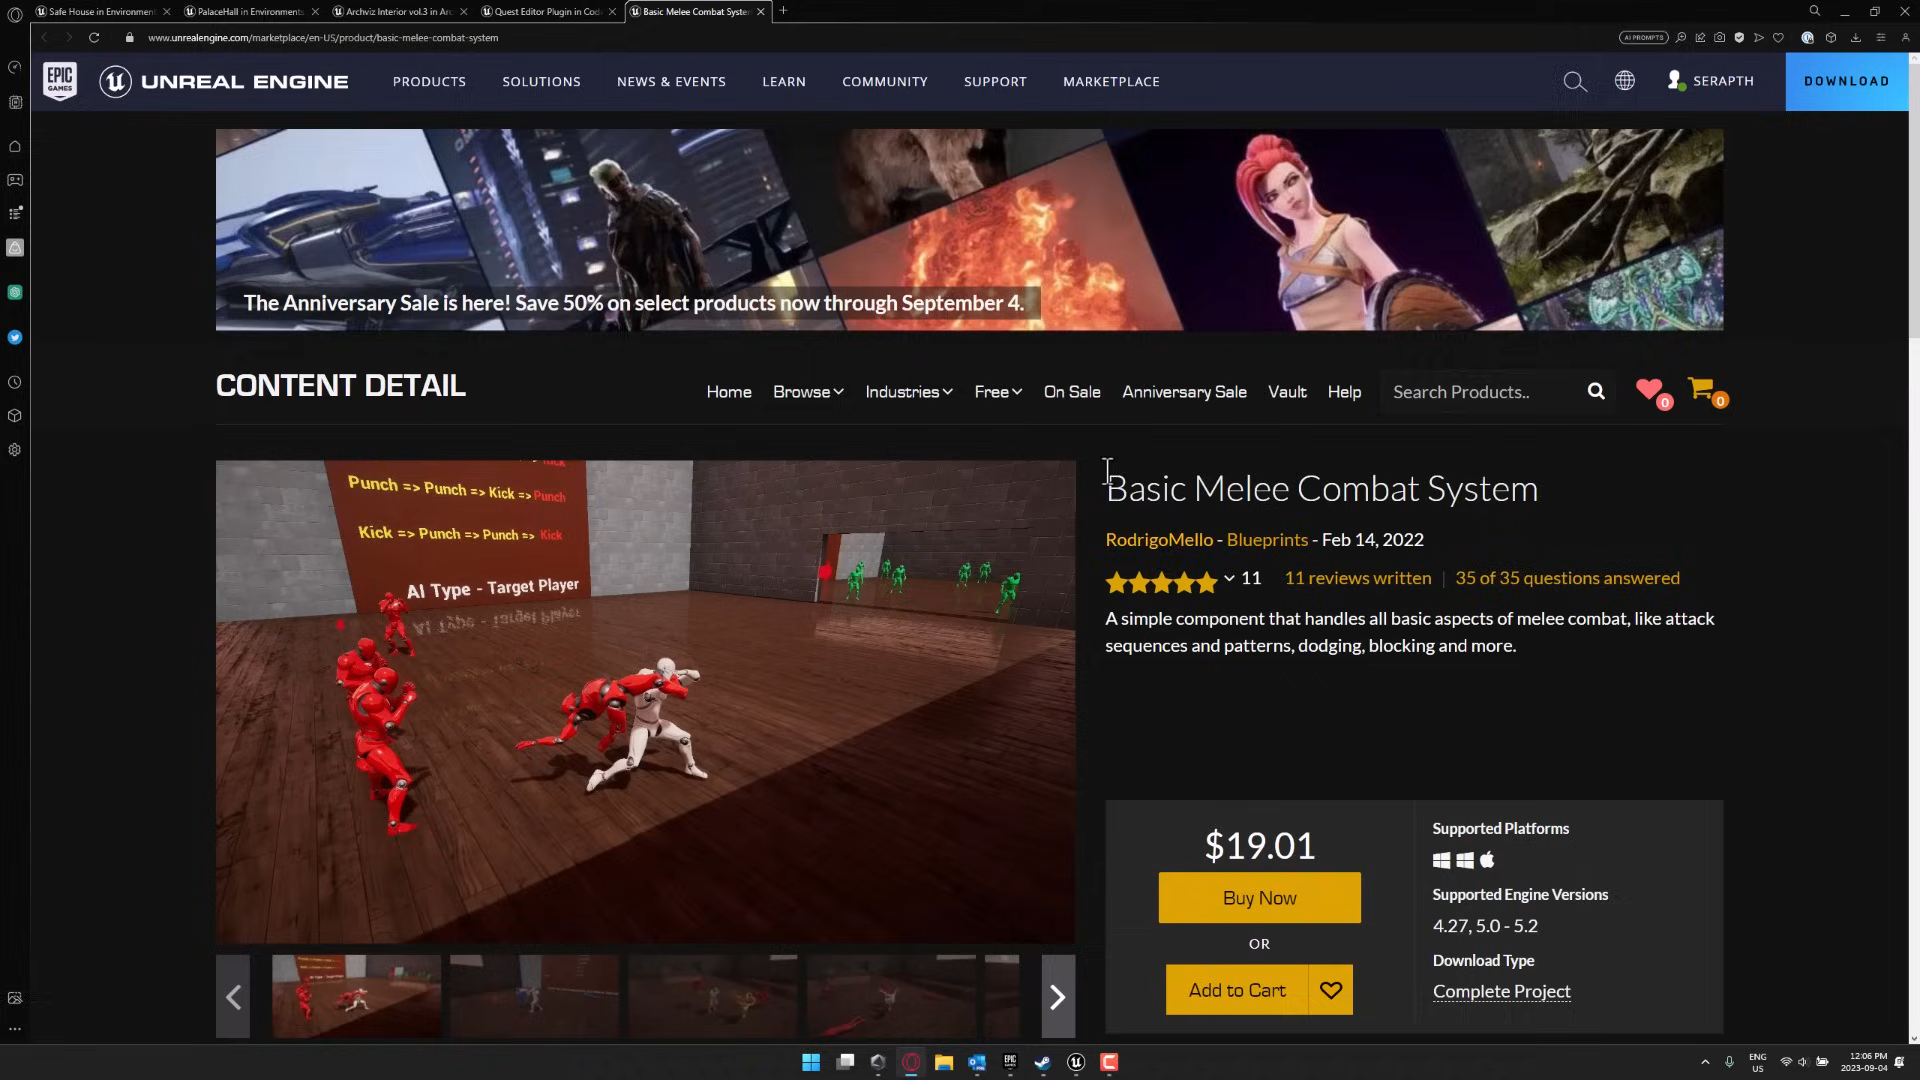 Safe House in Environmen
PalaceHall in Environments
Archviz Interior vol.3 in Arc
Quest Editor Plugin in Cod
Basic Melee Combat Syste
www.unrealengine.com/marketplace/en-US/product/basic-melee-combat-system
AI PROMPTS
EPIC GAMES
UNREAL ENGINE
PRODUCTS
SOLUTIONS
NEWS & EVENTS
LEARN
COMMUNITY
SUPPORT
MARKETPLACE
SERAPTH
DOWNLOAD
The Anniversary Sale is here! Save 50% on select products now through September 4.
CONTENT DETAIL
Home
Browse
Industries
Free
On Sale
Anniversary Sale
Vault
Help
Search Products..
0
0
Kick
Punch => Punch => Kick => Punch
Kick => Punch => Punch => Kick
AI Type - Target Player
Basic Melee Combat System
RodrigoMello - Blueprints - Feb 14, 2022
11
11 reviews written
35 of 35 questions answered
A simple component that handles all basic aspects of melee combat, like attack
sequences and patterns, dodging, blocking and more.
$19.01
Buy Now
OR
Add to Cart
Supported Platforms
Supported Engine Versions
4.27, 5.0 - 5.2
Download Type
Complete Project
ENG
US
12:06 PM
2023-09-04